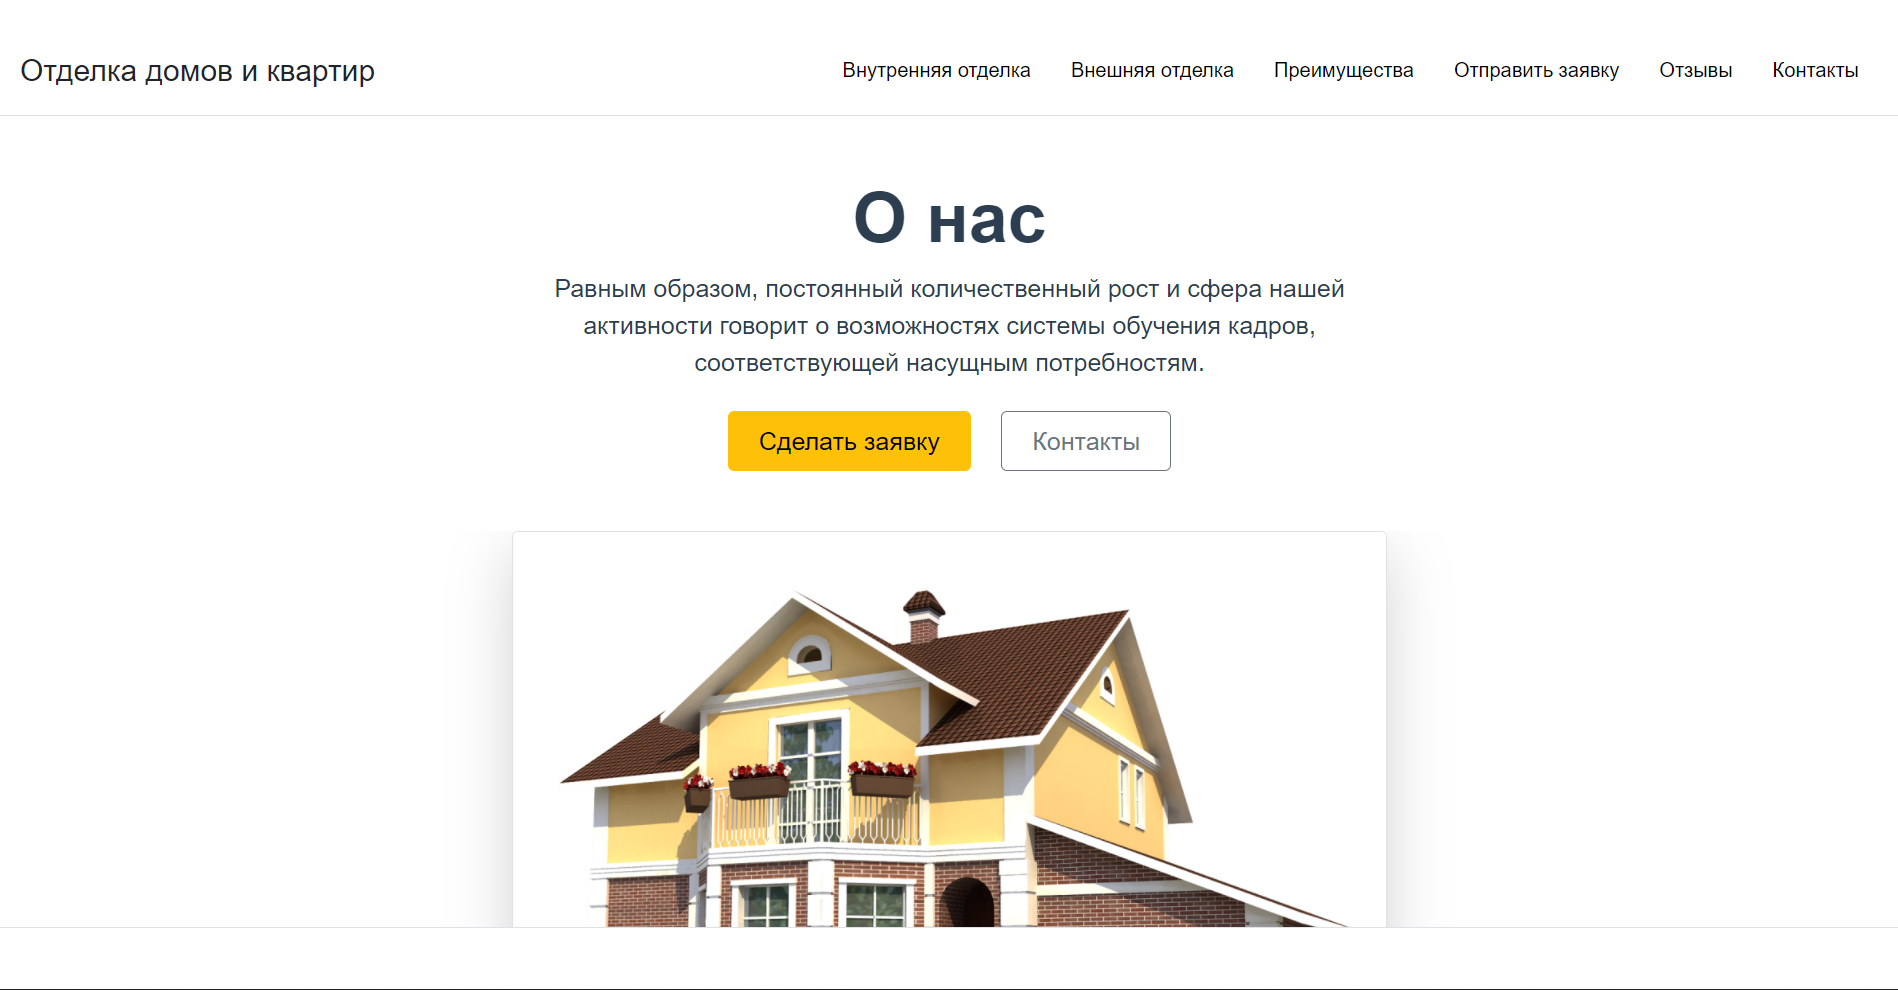 Отделка домов и квартир
Внутренняя отделка
Внешняя отделка
Преимущества
Отправить заявку
Отзывы
Контакты
О нас
Равным образом, постоянный количественный рост и сфера нашей
активности говорит о возможностях системы обучения кадров,
соответствующей насущным потребностям.
Сделать заявку
Контакты